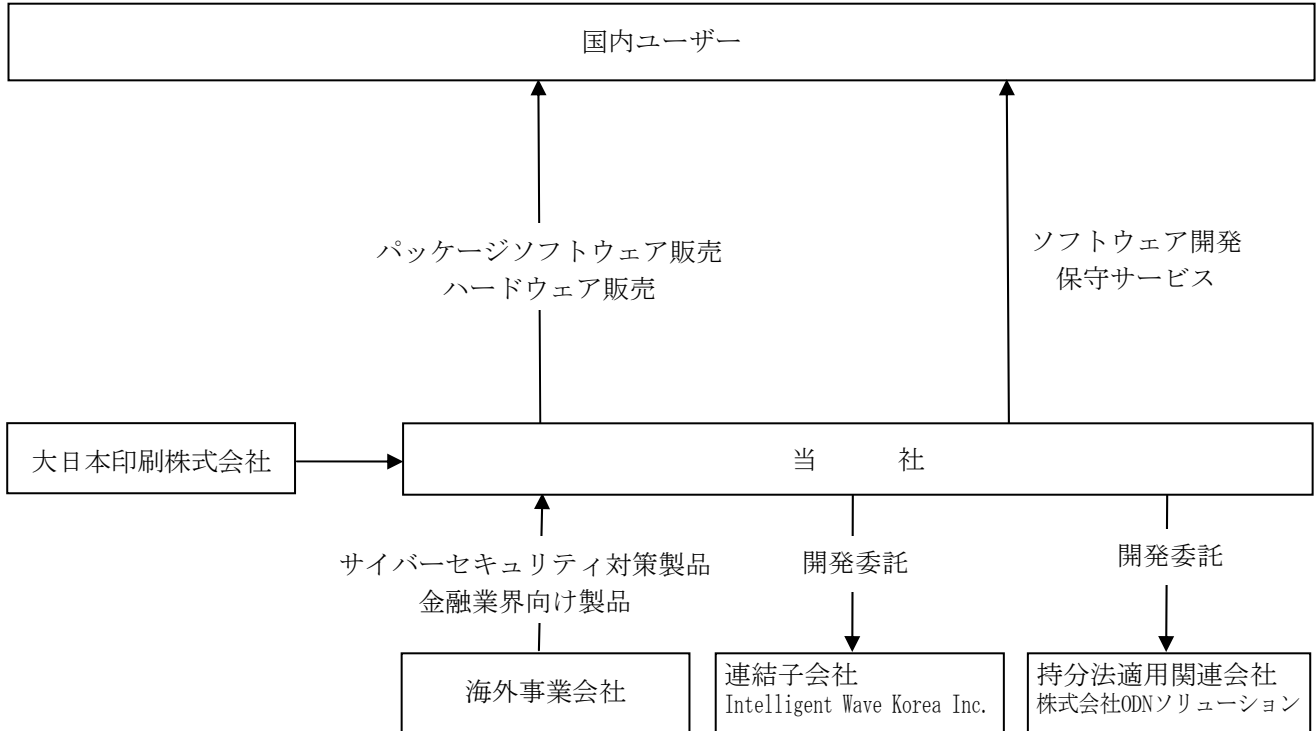 国内ユーザー
パッケージソフトウェア販売
ハードウェア販売
ソフトウェア開発
保守サービス
大日本印刷株式会社
当　　　社
サイバーセキュリティ対策製品
金融業界向け製品
開発委託
開発委託
海外事業会社
連結子会社
Intelligent Wave Korea Inc.
持分法適用関連会社
株式会社ODNソリューション